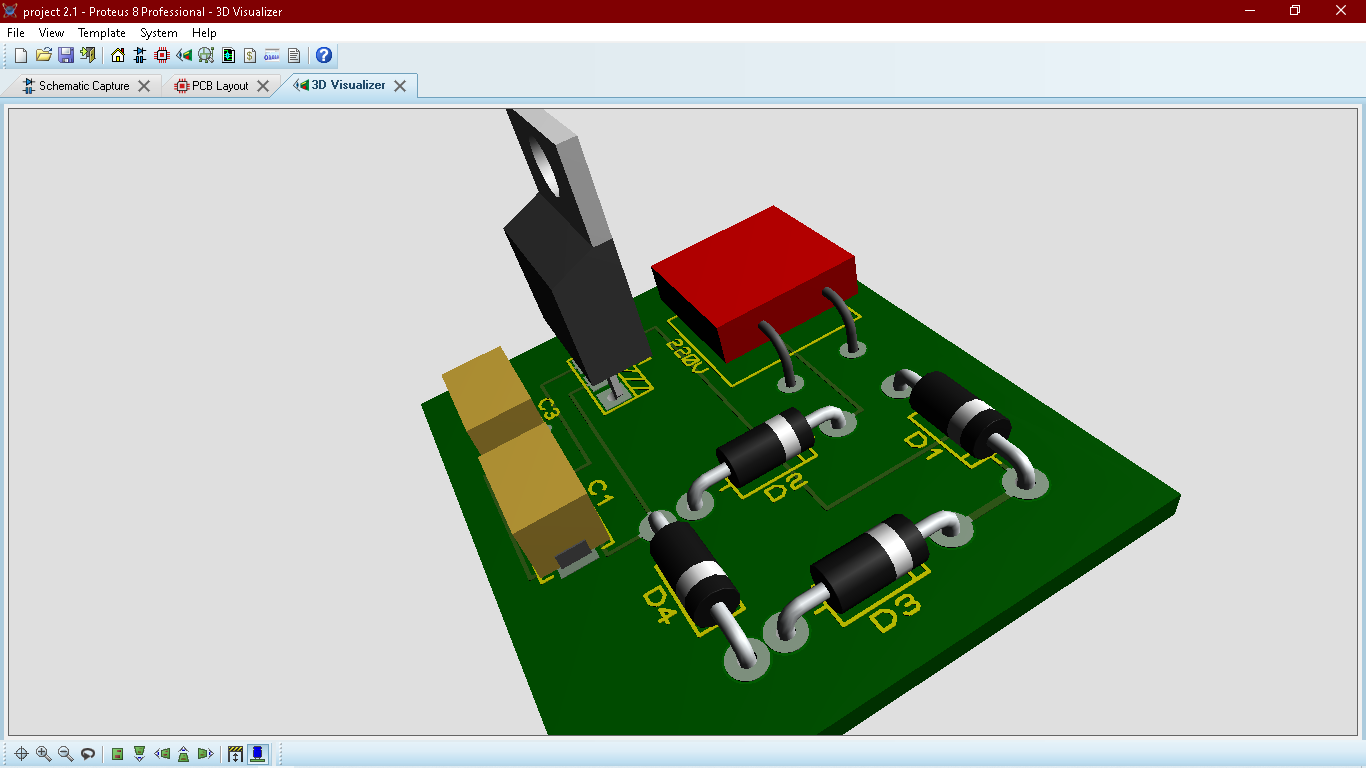 project 2.1 - Proteus 8 Professional - 3D Visualizer
File View Template System Help
Schematic Capture PCB Layout 3D Visualizer
220V
C3
C1
D1
D2
D3
D4